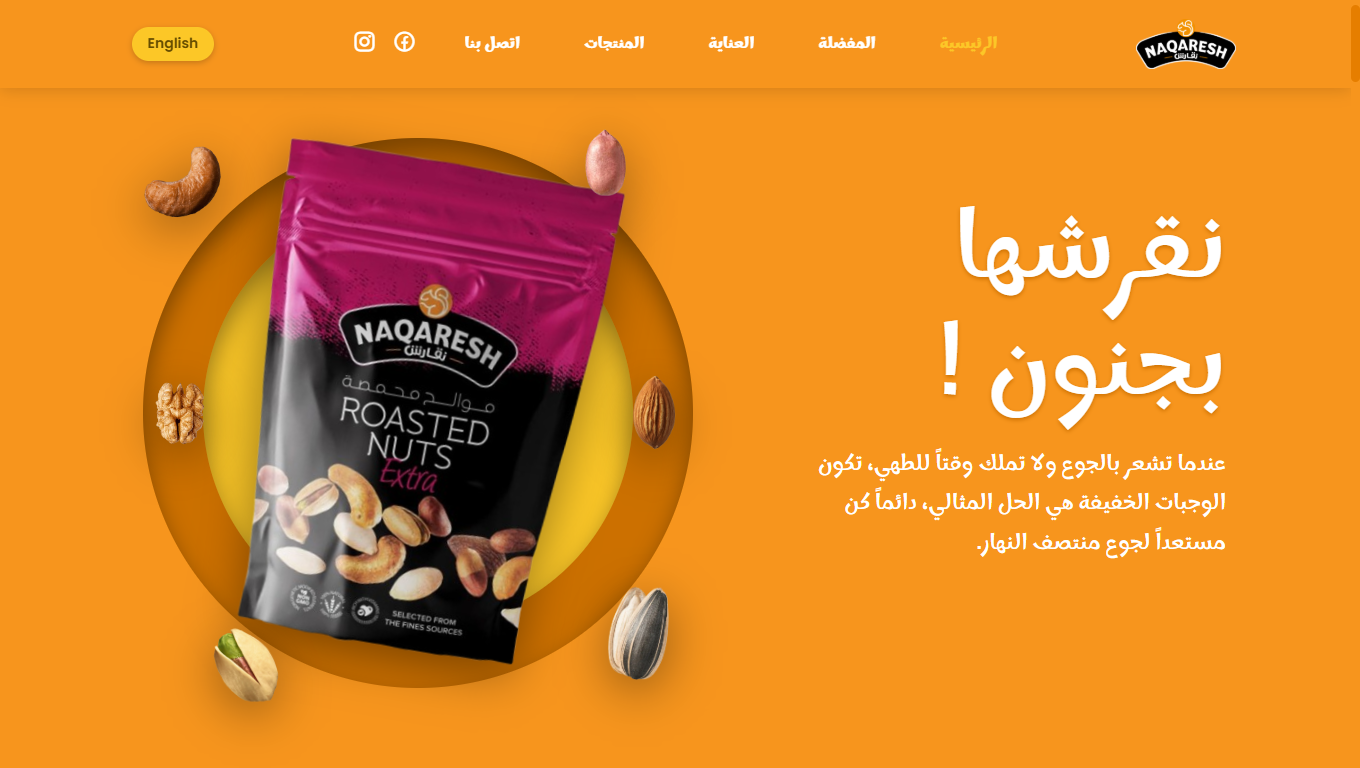 NAQARESH
نقارش
الرئيسية
المفضلة
العناية
المنتجات
اتصل بنا
English
نقرشها
بجنون !
عندما تشعر بالجوع ولا تملك وقتاً للطهي، تكون
الوجبات الخفيفة هي الحل المثالي، دائماً كن
مستعداً لجوع منتصف النهار.
NAQARESH
نقارش
موالح محمصة
ROASTED
NUTS
Extra
SELECTED FROM
THE FINES SOURCES